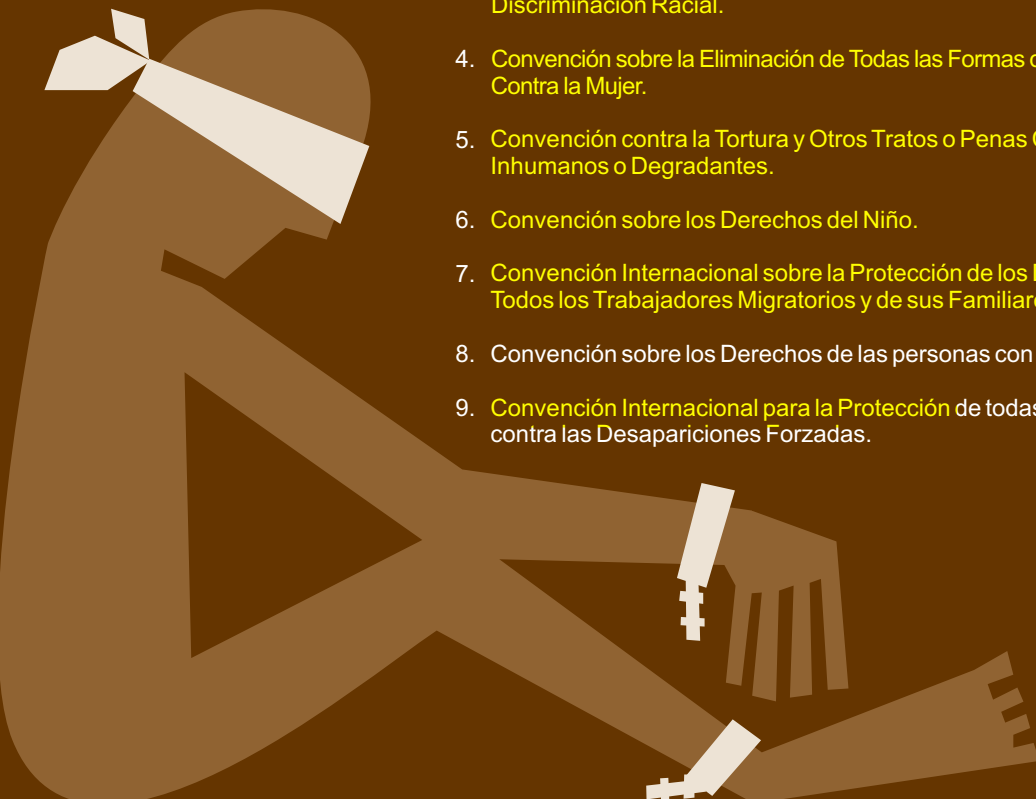 Discriminación Racial.
4. Convención sobre la Eliminación de Todas las Formas
Contra la Mujer.
5. Convención contra la Tortura y Otros Tratos o Penas
Inhumanos o Degradantes.
6. Convención sobre los Derechos del Niño.
7. Convención Internacional sobre la Protección de los
Todos los Trabajadores Migratorios y de sus
8. Convención sobre los Derechos de las personas con
9. Convención Internacional para la Protección de todas
contra las Desapariciones Forzadas.